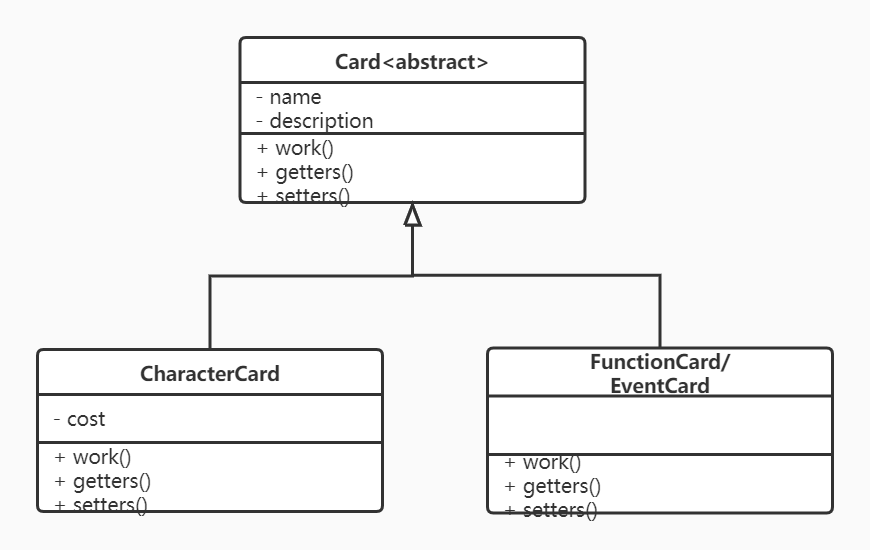 Card<abstract>
- name
- description
+ work()
+ getters()
+ setters()
CharacterCard
- cost
+ work()
+ getters()
+ setters()
FunctionCard/
EventCard
+ work()
+ getters()
+ setters()